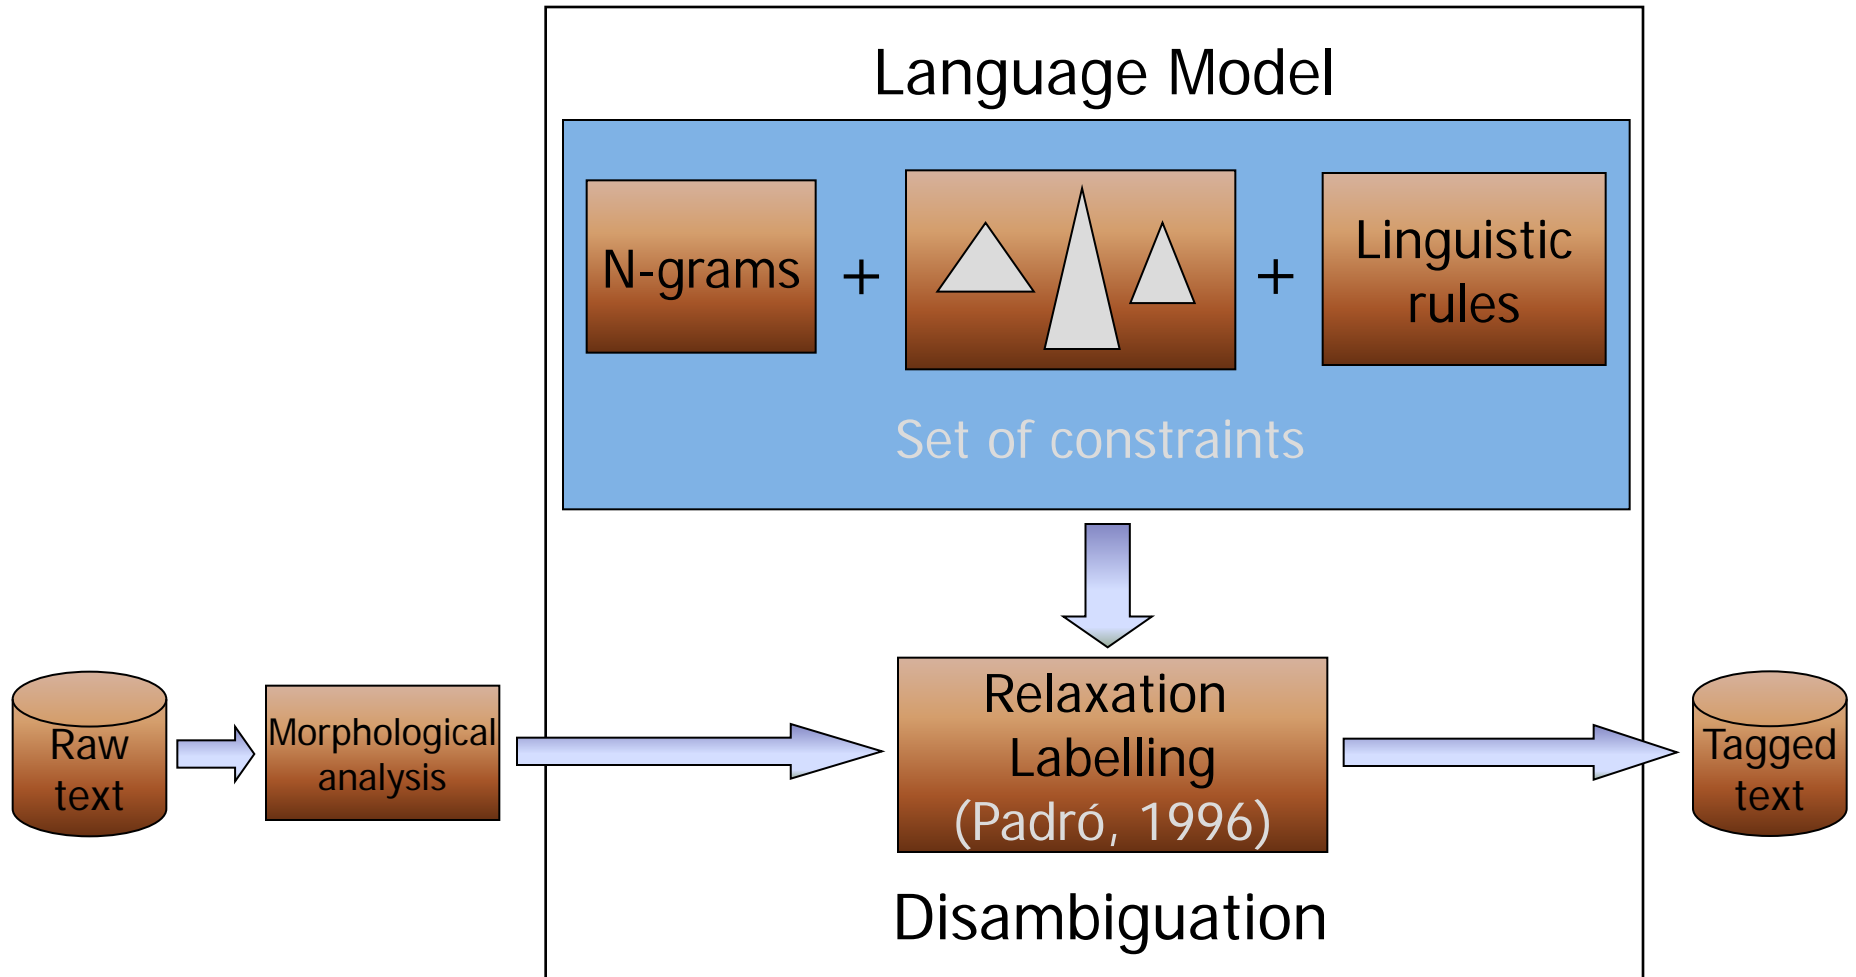 Language Model
N-grams
+
+
Linguistic
rules
Set of constraints
Raw
text
Morphological
analysis
Relaxation
Labelling
(Padró, 1996)
Tagged
text
Disambiguation